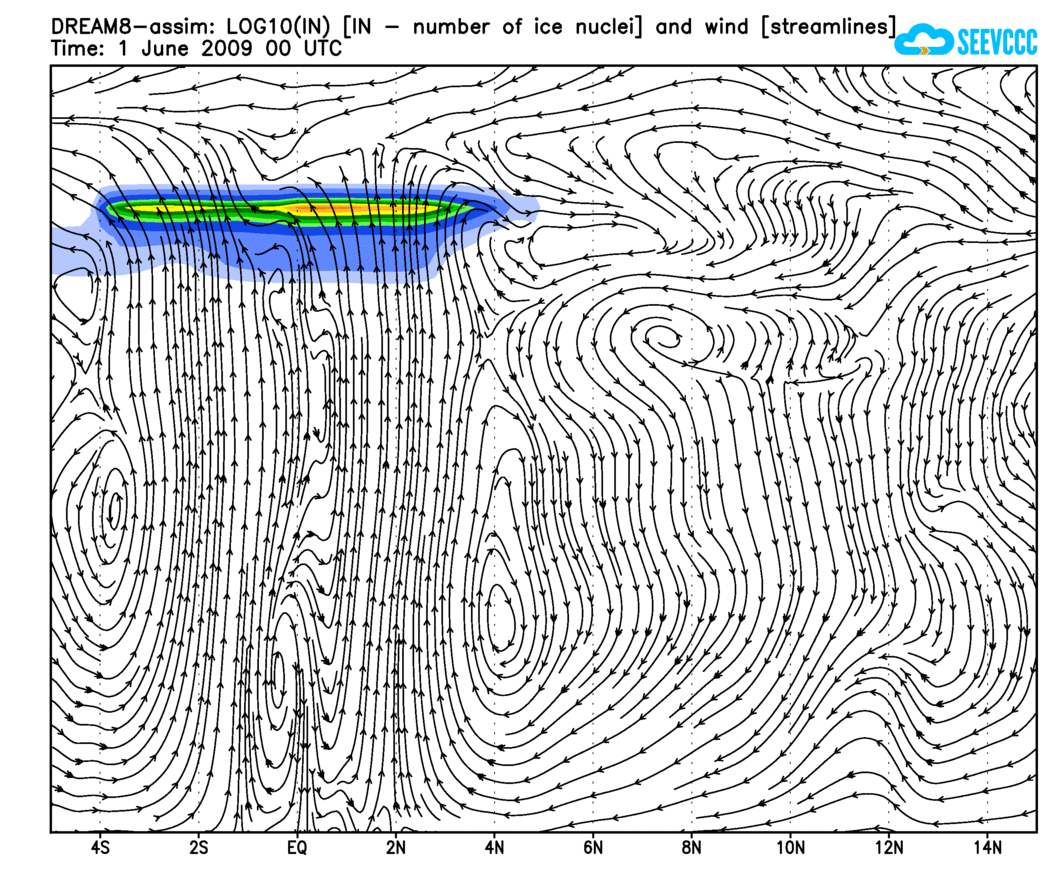 DREAM8-assim: LOG10(IN) [IN - number of ice nuclei] and wind [streamlines]
Time: 1 June 2009 00 UTC
SEEVCCC
4S 2S EQ 2N 4N 6N 8N 10N 12N 14N